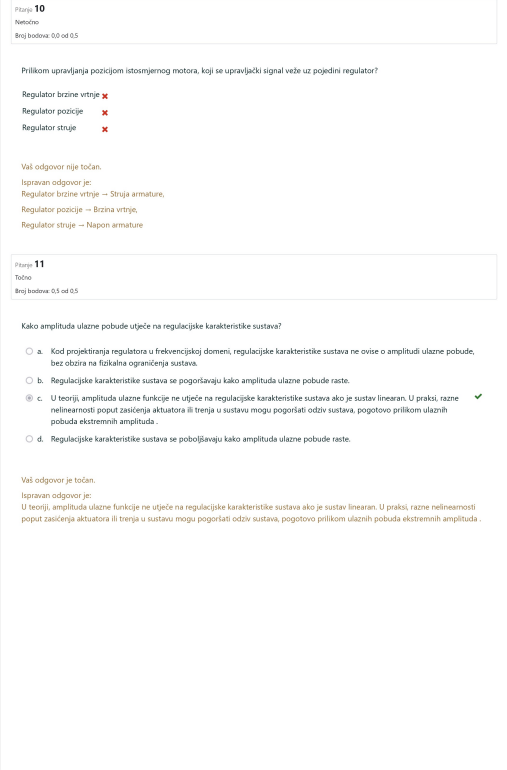 Pitanje 10
Netočno
Broj bodova: 0,0 od 0,5
Prilikom upravljanja pozicijom istosmjernog motora, koji se upravljački signal veže uz pojedini regulator?
Regulator brzine vrtnje
Regulator pozicije
Regulator struje
Vaš odgovor nije točan.
Ispravan odgovor je:
Regulator brzine vrtnje → Struja armature,
Regulator pozicije → Brzina vrtnje,
Regulator struje → Napon armature
Pitanje 11
Točno
Broj bodova: 0,5 od 0,5
Kako amplituda ulazne pobude utječe na regulacijske karakteristike sustava?
a. Kod projektiranja regulatora u frekvencijskoj domeni, regulacijske karakteristike sustava ne ovise o amplitudi ulazne pobude,
bez obzira na fizikalna ograničenja sustava.
b. Regulacijske karakteristike sustava se pogoršavaju kako amplituda ulazne pobude raste.
c. U teoriji, amplituda ulazne funkcije ne utječe na regulacijske karakteristike sustava ako je sustav linearan. U praksi, razne
nelinearnosti poput zasićenja aktuatora ili trenja u sustavu mogu pogoršati odziv sustava, pogotovo prilikom ulaznih
pobuda ekstremnih amplituda .
d. Regulacijske karakteristike sustava se poboljšavaju kako amplituda ulazne pobude raste.
Vaš odgovor je točan.
Ispravan odgovor je:
U teoriji, amplituda ulazne funkcije ne utječe na regulacijske karakteristike sustava ako je sustav linearan. U praksi, razne nelinearnosti
poput zasićenja aktuatora ili trenja u sustavu mogu pogoršati odziv sustava, pogotovo prilikom ulaznih pobuda ekstremnih amplituda .